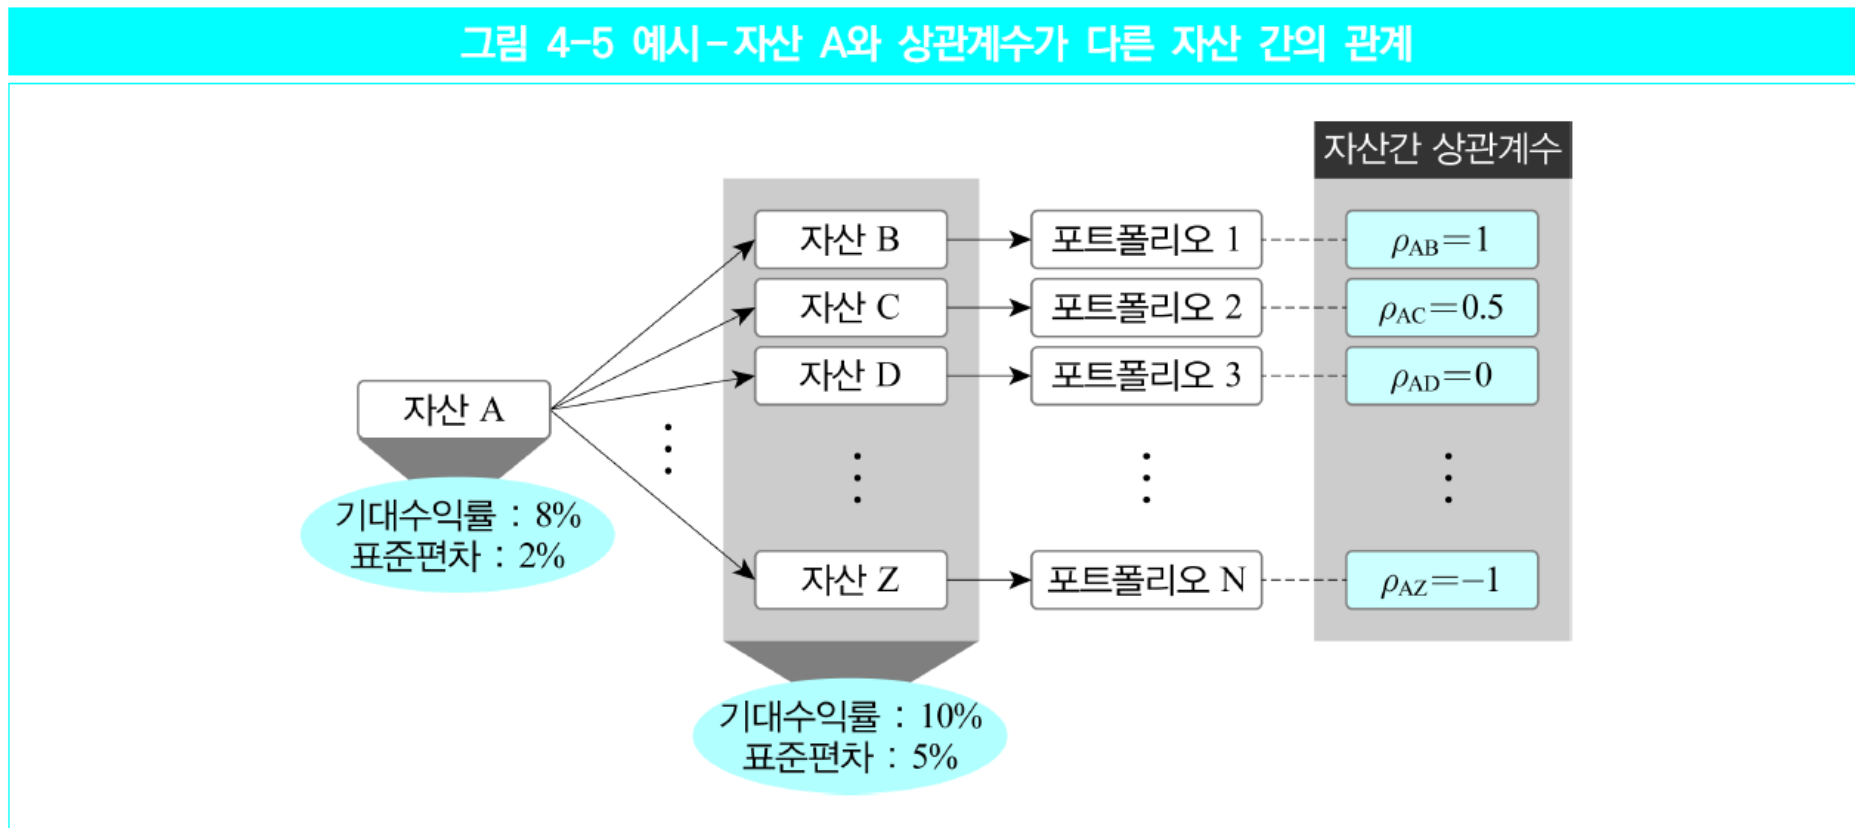 그림 4-5 예시-자산 A와 상관계수가 다른 자산 간의 관계
자산간 상관계수
자산 B 포트폴리오 1 ρAB=1
자산 C 포트폴리오 2 ρAC=0.5
자산 D 포트폴리오 3 ρAD=0
자산 A
기대수익률 : 8%
표준편차 : 2%
자산 Z 포트폴리오 N ρAZ=-1
기대수익률 : 10%
표준편차 : 5%